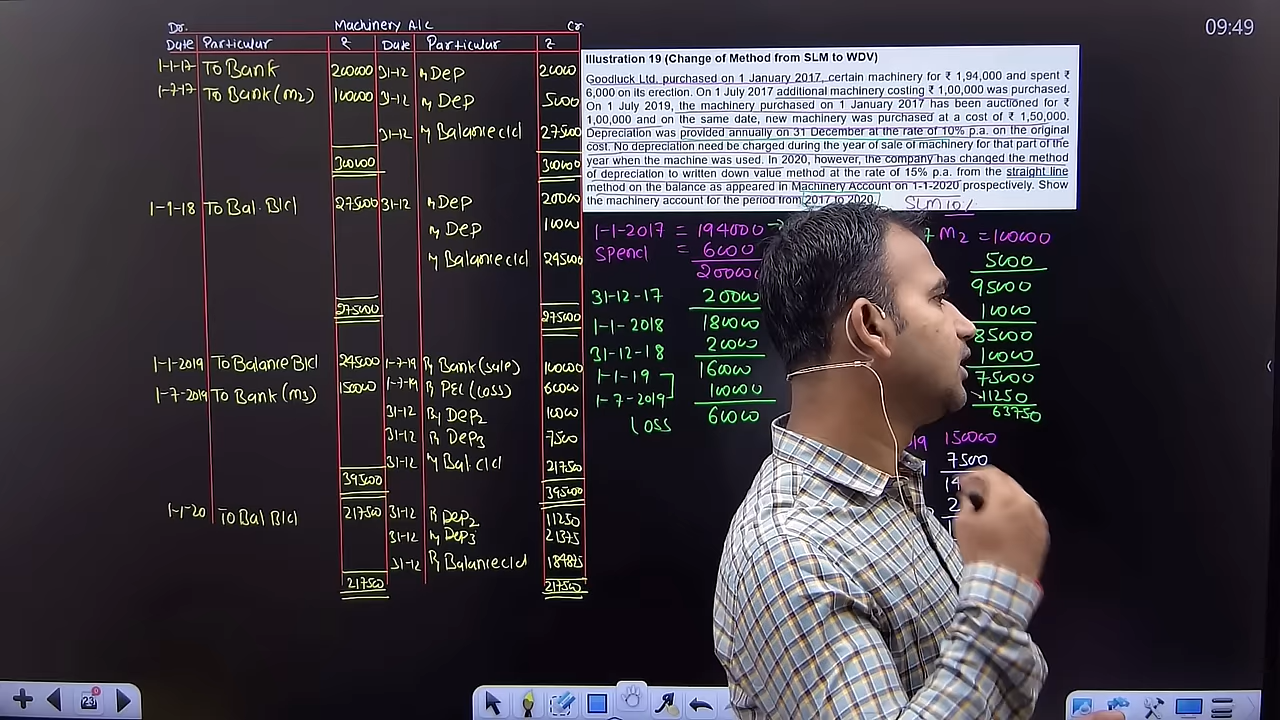 09:49
Dr. Machinery A/c Cr
Date Particular ₹ Date Particular ₹
1-1-17 To Bank 200000 31-12 By Dep 20000
1-7-17 To Bank (m2) 100000 31-12 By Dep 5000
31-12 By Balance c/d 275000
300000 300000
1-1-18 To Bal. B/d 275000 31-12 By Dep 20000
By Dep 10000
By Balance c/d 245000
275000 275000
1-1-2019 To Balance B/d 245000 1-7-19 By Bank (sale) 100000
1-7-2019 To Bank (m3) 150000 1-7-19 By P&L (loss) 60000
31-12 By Dep2 10000
31-12 By Dep3 7500
31-12 By Bal. c/d 217500
395000 395000
1-1-20 To Bal B/d 217500 31-12 By Dep2 11250
31-12 By Dep3 21375
31-12 By Balance c/d 184875
217500 217500
Illustration 19 (Change of Method from SLM to WDV)
Goodluck Ltd. purchased on 1 January 2017, certain machinery for ₹ 1,94,000 and spent ₹
6,000 on its erection. On 1 July 2017 additional machinery costing ₹ 1,00,000 was purchased.
On 1 July 2019, the machinery purchased on 1 January 2017 has been auctioned for ₹
1,00,000 and on the same date, new machinery was purchased at a cost of ₹ 1,50,000.
Depreciation was provided annually on 31 December at the rate of 10% p.a. on the original
cost. No depreciation need be charged during the year of sale of machinery for that part of the
year when the machine was used. In 2020, however, the company has changed the method
of depreciation to written down value method at the rate of 15% p.a. from the straight line
method on the balance as appeared in Machinery Account on 1-1-2020 prospectively. Show
the machinery account for the period from 2017 to 2020.
SLM 10%
1-1-2017 = 194000
Spend = 6000
200000
31-12-17 20000
1-1-2018 180000
31-12-18 20000
1-1-19 160000
1-7-2019 100000
loss 60000
7 M2 = 100000
5000
95000
10000
85000
10000
75000
11250
63750
19 150000
7500